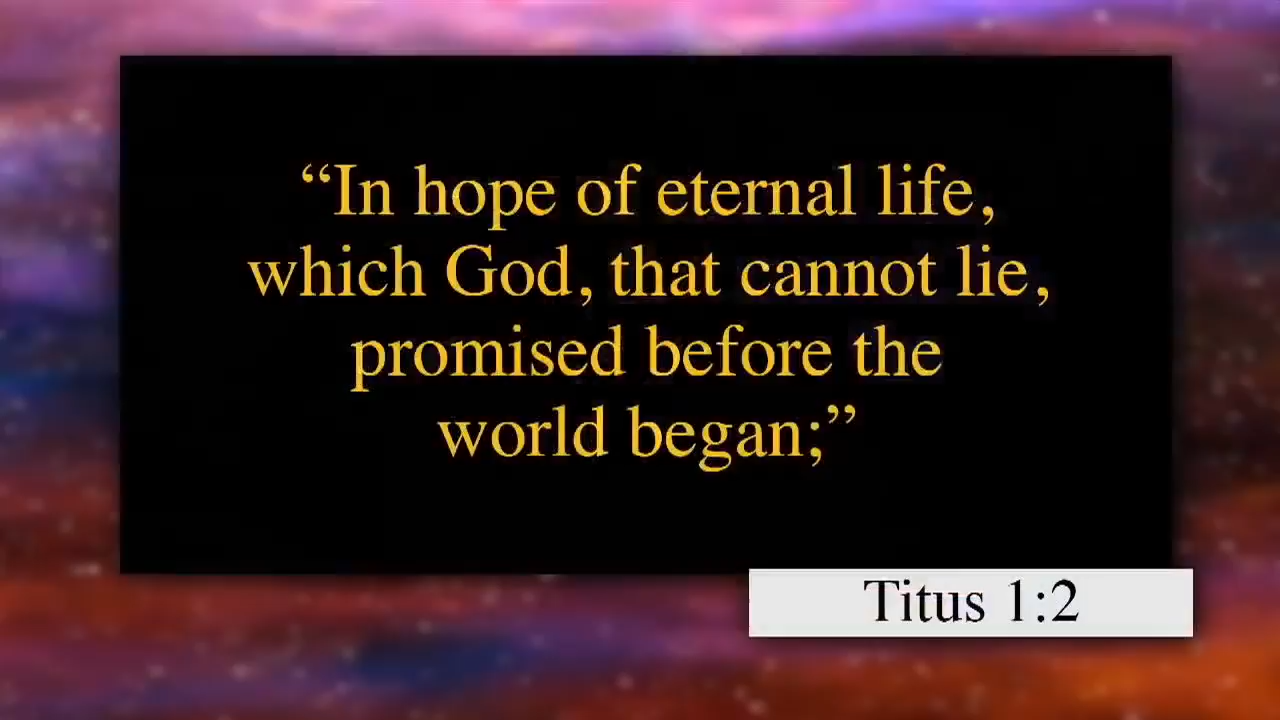 “In hope of eternal life,
which God, that cannot lie,
promised before the
world began;”
Titus 1:2